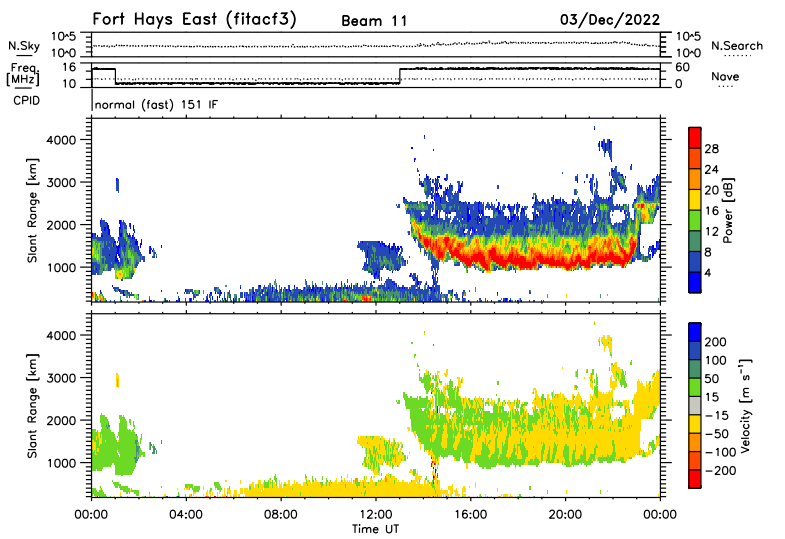 Fort Hays East (fitacf3) Beam 11 03/Dec/2022
N.Sky 10^5 10^0 10^5 10^0 N.Search
Freq. [MHz] 16 10 60 0 Nave
CPID normal (fast) 151 IF
Slant Range [km] 4000 3000 2000 1000
28 24 20 16 12 8 4 Power [dB]
Slant Range [km] 4000 3000 2000 1000
200 100 50 15 −15 −50 −100 −200 Velocity [m s⁻¹]
00:00 04:00 08:00 12:00 16:00 20:00 00:00
Time UT